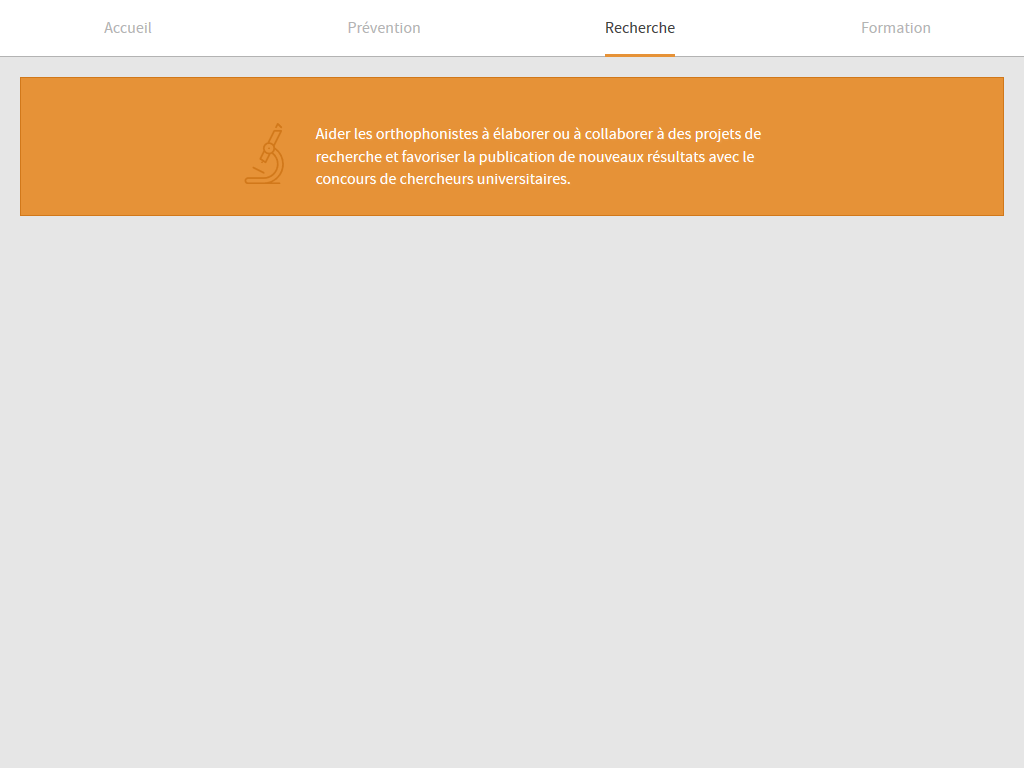 Accueil
Prévention
Recherche
Formation
Aider les orthophonistes à élaborer ou à collaborer à des projets de
recherche et favoriser la publication de nouveaux résultats avec le
concours de chercheurs universitaires.